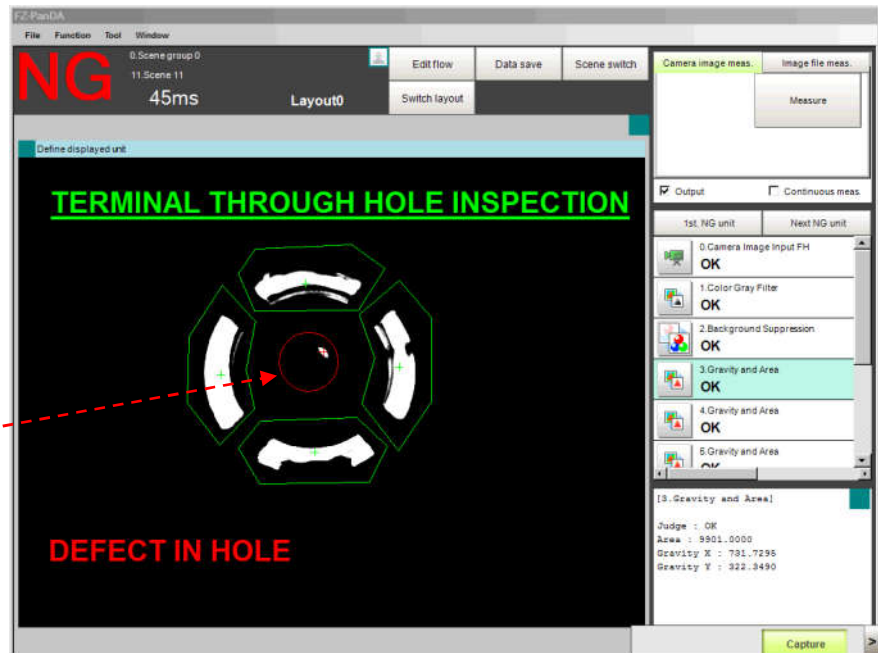 FZ-PanDA
File Function Tool Window
NG
0.Scene group 0
11.Scene 11
45ms
Layout0
Edit flow
Data save
Scene switch
Switch layout
Define displayed unit
TERMINAL THROUGH HOLE INSPECTION
DEFECT IN HOLE
Camera image meas.
Image file meas.
Measure
Output
Continuous meas.
1st. NG unit
Next NG unit
0.Camera Image Input FH
OK
1.Color Gray Filter
OK
2.Background Suppression
OK
3.Gravity and Area
OK
4.Gravity and Area
OK
5.Gravity and Area
[3.Gravity and Area]
Judge : OK
Area : 9901.0000
Gravity X : 731.7295
Gravity Y : 322.3490
Capture
>